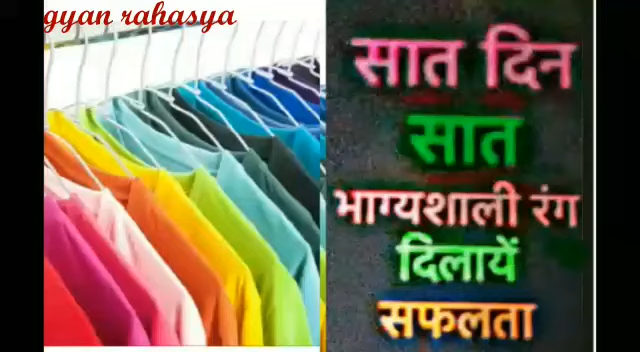 gyan rahasya
सात दिन
सात
भाग्यशाली रंग
दिलायें
सफलता